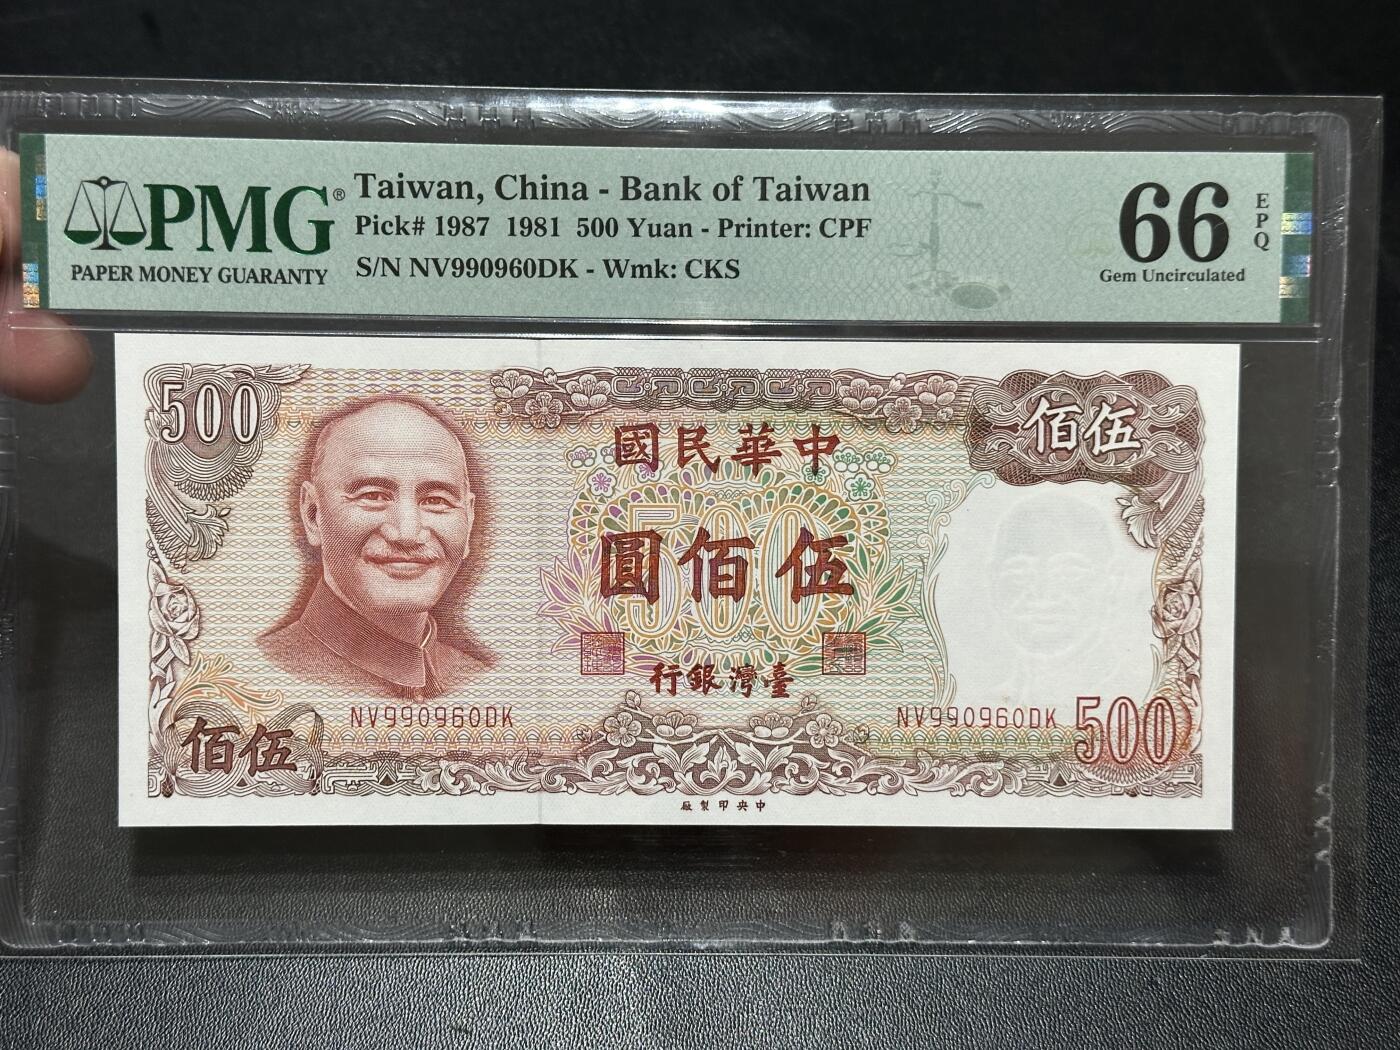 PMG®
PAPER MONEY GUARANTY
Taiwan, China - Bank of Taiwan
Pick# 1987 1981 500 Yuan - Printer: CPF
S/N NV990960DK - Wmk: CKS
66
EPQ
Gem Uncirculated
500
佰伍
國民華中
500
圓佰伍
行銀灣臺
NV990960DK
NV990960DK
佰伍
500
廠製印央中